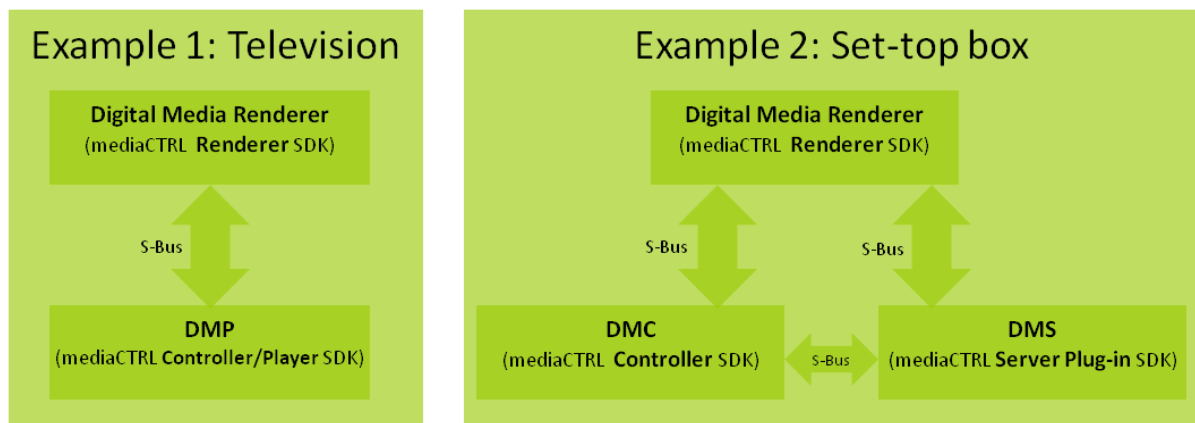 Example 1: Television
Digital Media Renderer
(mediaCTRL Renderer SDK)
S-Bus
DMP
(mediaCTRL Controller/Player SDK)
Example 2: Set-top box
Digital Media Renderer
(mediaCTRL Renderer SDK)
S-Bus
S-Bus
DMC
(mediaCTRL Controller SDK)
S-Bus
DMS
(mediaCTRL Server Plug-in SDK)